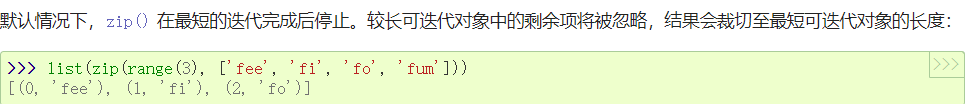 默认情况下，zip() 在最短的迭代完成后停止。较长可迭代对象中的剩余项将被忽略，结果会裁切至最短可迭代对象的长度：
>>>
>>> list(zip(range(3), ['fee', 'fi', 'fo', 'fum']))
[(0, 'fee'), (1, 'fi'), (2, 'fo')]